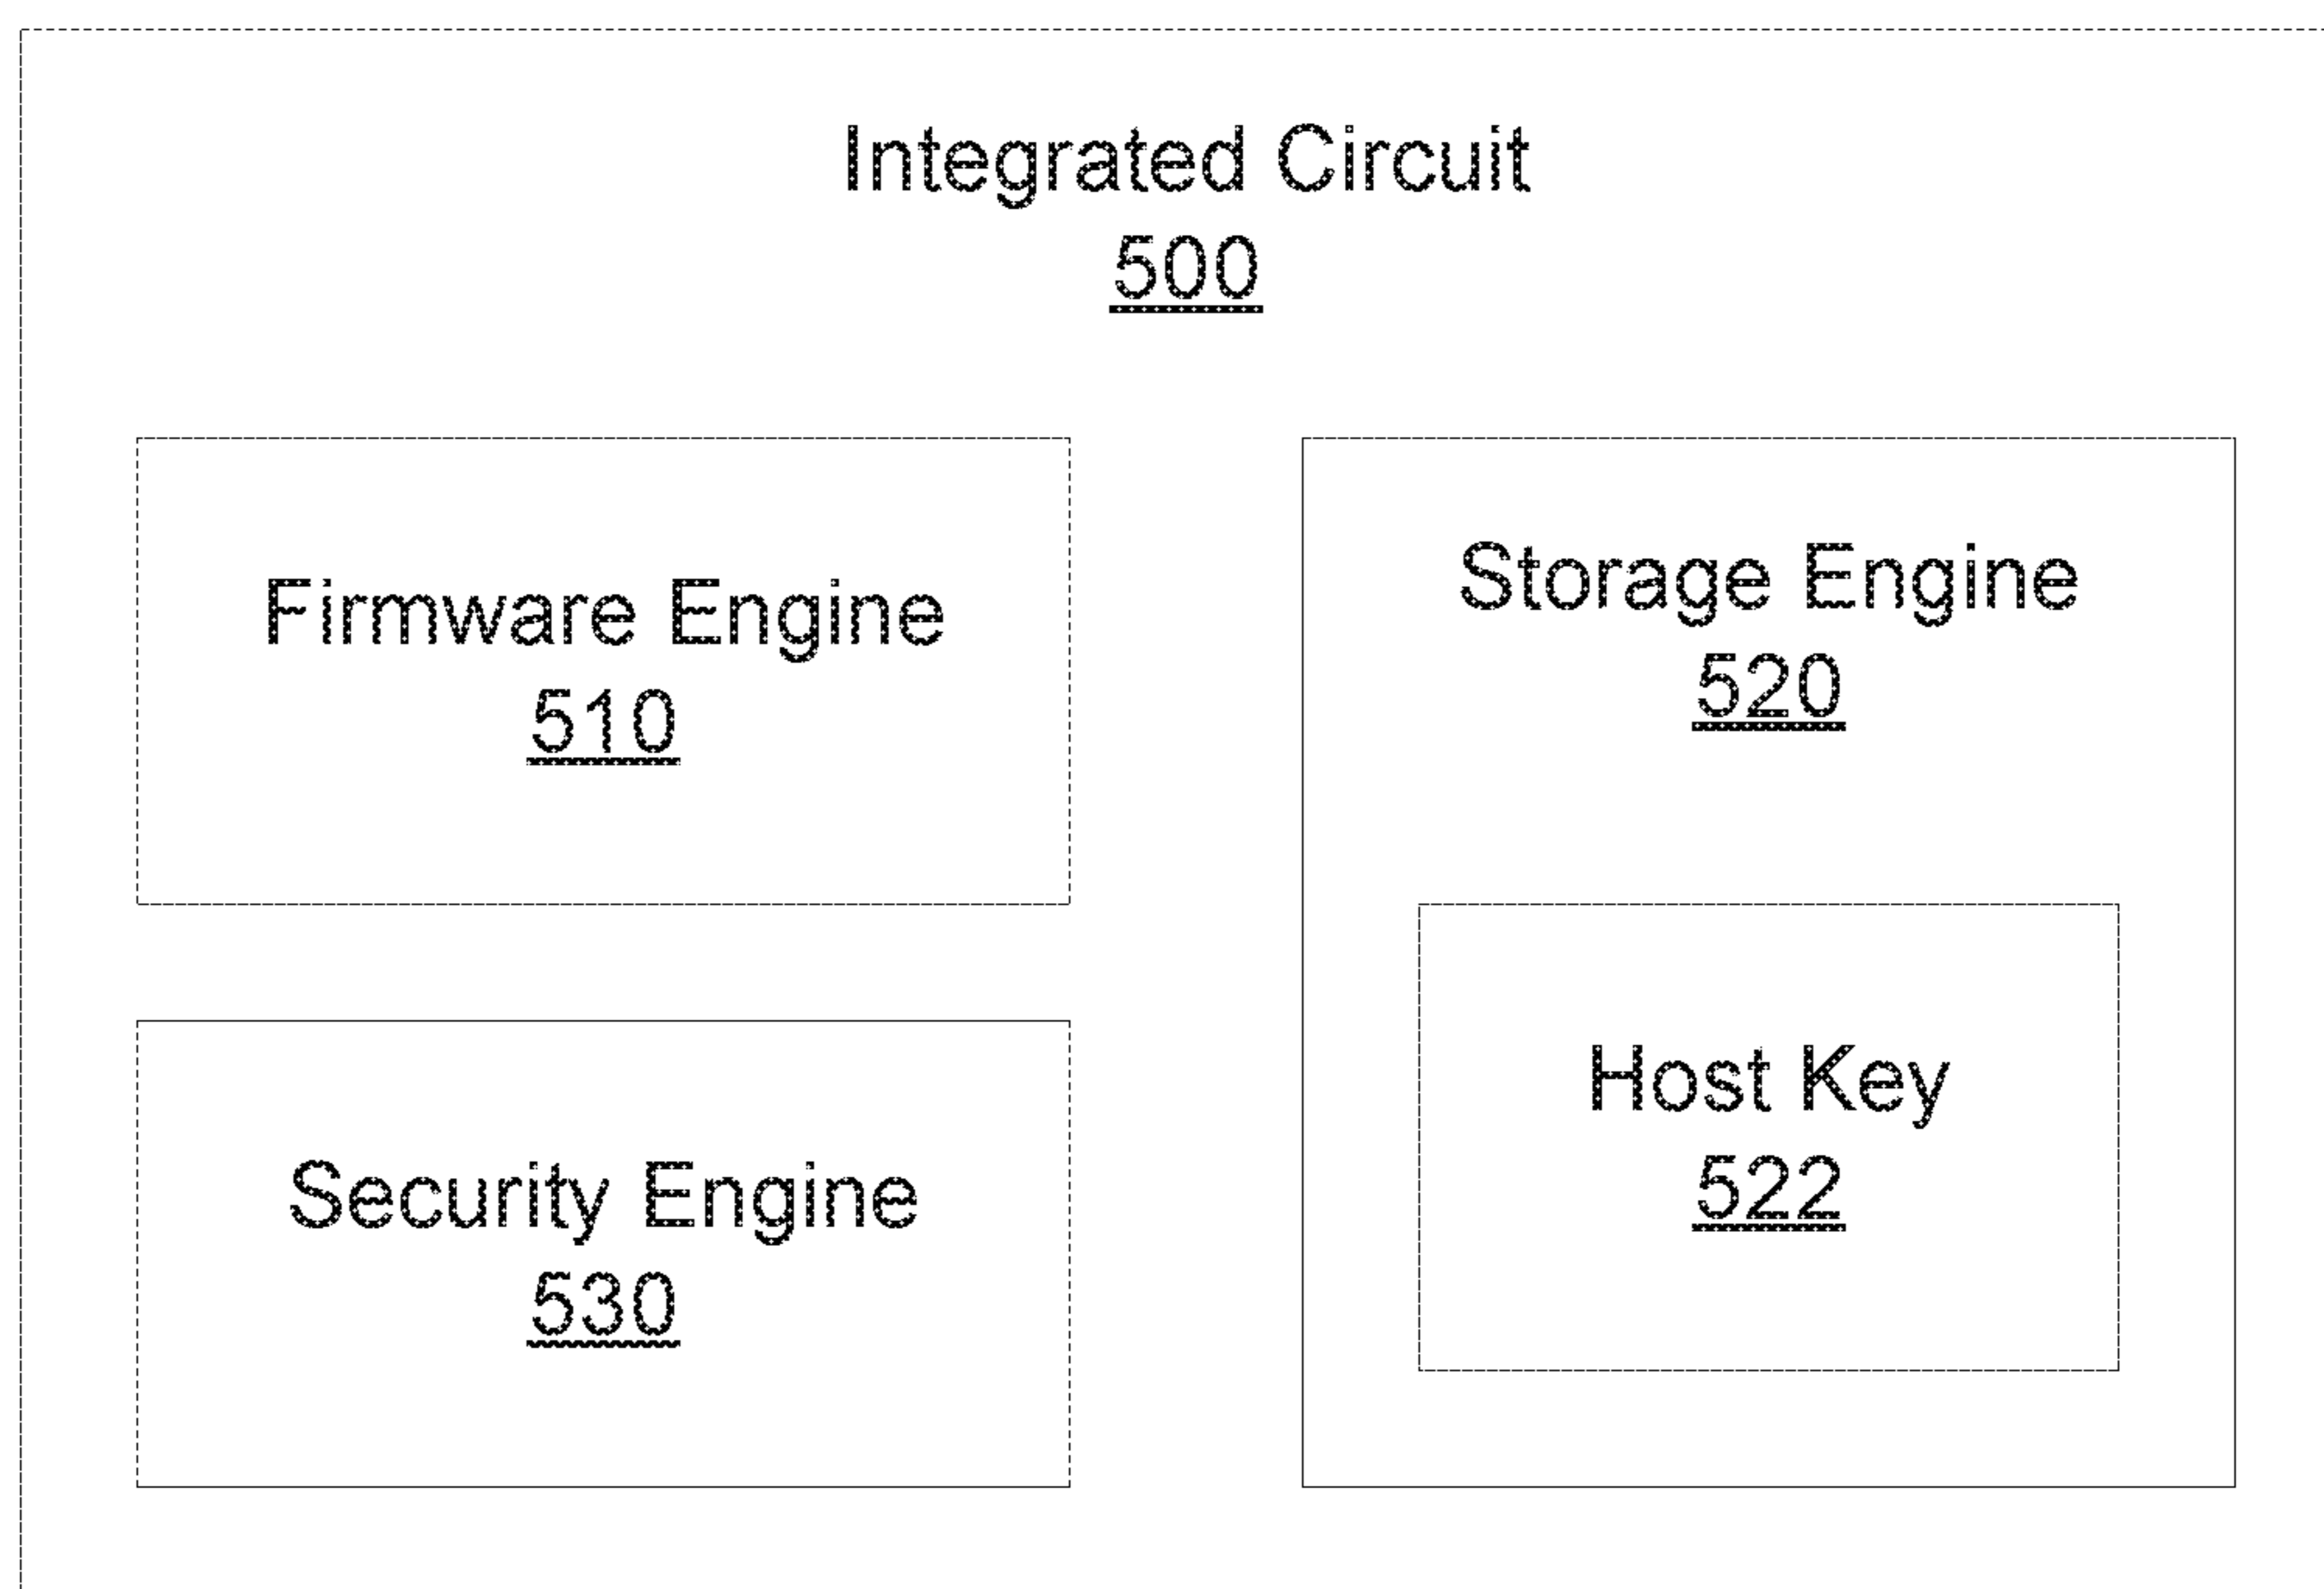 Integrated Circuit
500
Firmware Engine
510
Storage Engine
520
Security Engine
530
Host Key
522